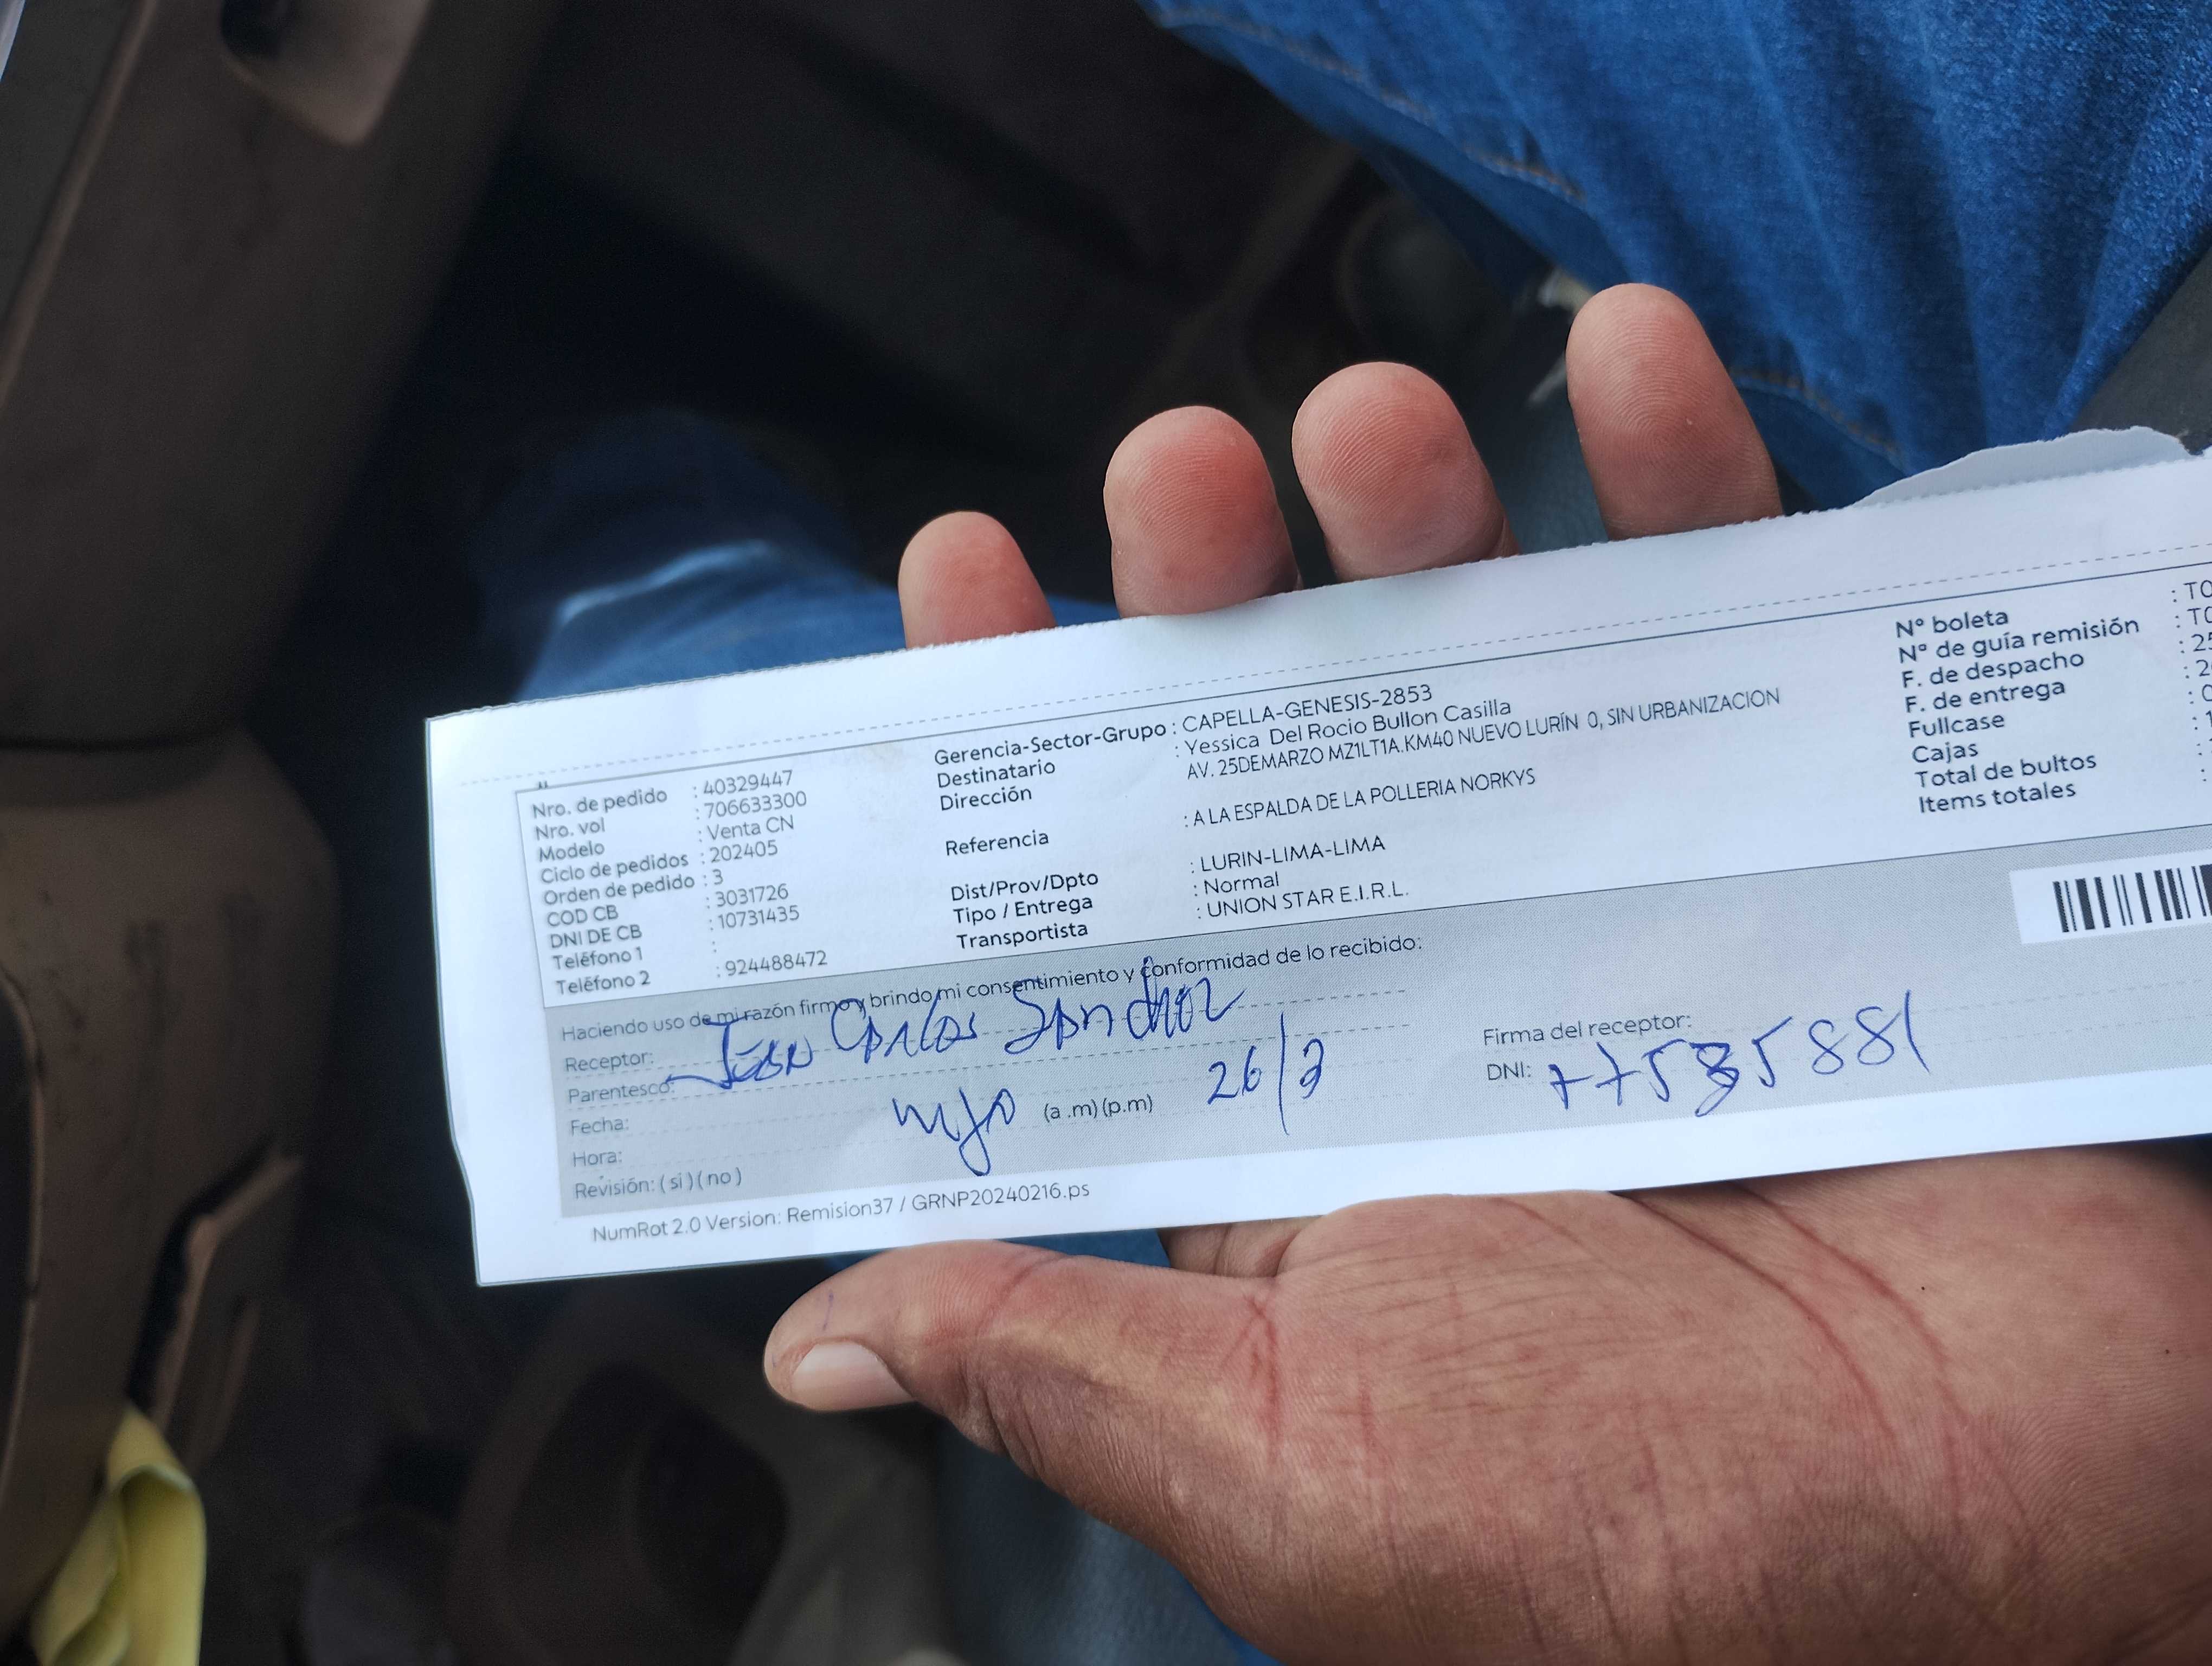 Nro. de pedido : 40329447
Nro. vol : 706633300
Modelo : Venta CN
Ciclo de pedidos : 202405
Orden de pedido : 3
COD CB : 3031726
DNI DE CB : 10731435
Teléfono 1 :
Teléfono 2 : 924488472
Gerencia-Sector-Grupo : CAPELLA-GENESIS-2853
Destinatario : Yessica Del Rocio Bullon Casilla
Dirección AV. 25DEMARZO MZ1LT1A.KM40 NUEVO LURÍN 0, SIN URBANIZACION
Referencia : A LA ESPALDA DE LA POLLERIA NORKYS
Dist/Prov/Dpto : LURIN-LIMA-LIMA
Tipo / Entrega : Normal
Transportista : UNION STAR E.I.R.L.
N° boleta : T0
N° de guía remisión : T0
F. de despacho : 25
F. de entrega : 2
Fullcase : 0
Cajas : 1
Total de bultos :
Items totales :
Haciendo uso de mi razón firmo y brindo mi consentimiento y conformidad de lo recibido:
Receptor: Carlos Sanchez
Parentesco:
Fecha:
Hora: (a .m) (p.m) 26/
Revisión: ( si ) ( no )
Firma del receptor:
DNI:
NumRot 2.0 Version: Remision37 / GRNP20240216.ps